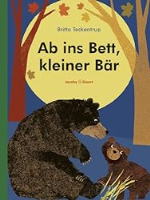 Britta Teckentrup
Ab ins Bett,
kleiner Bär